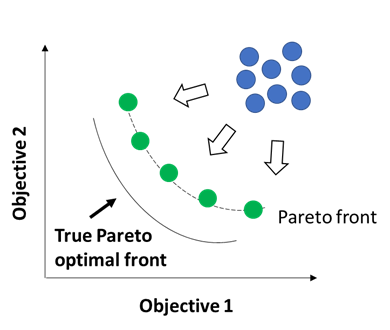 Objective 2
Pareto front
True Pareto
optimal front
Objective 1